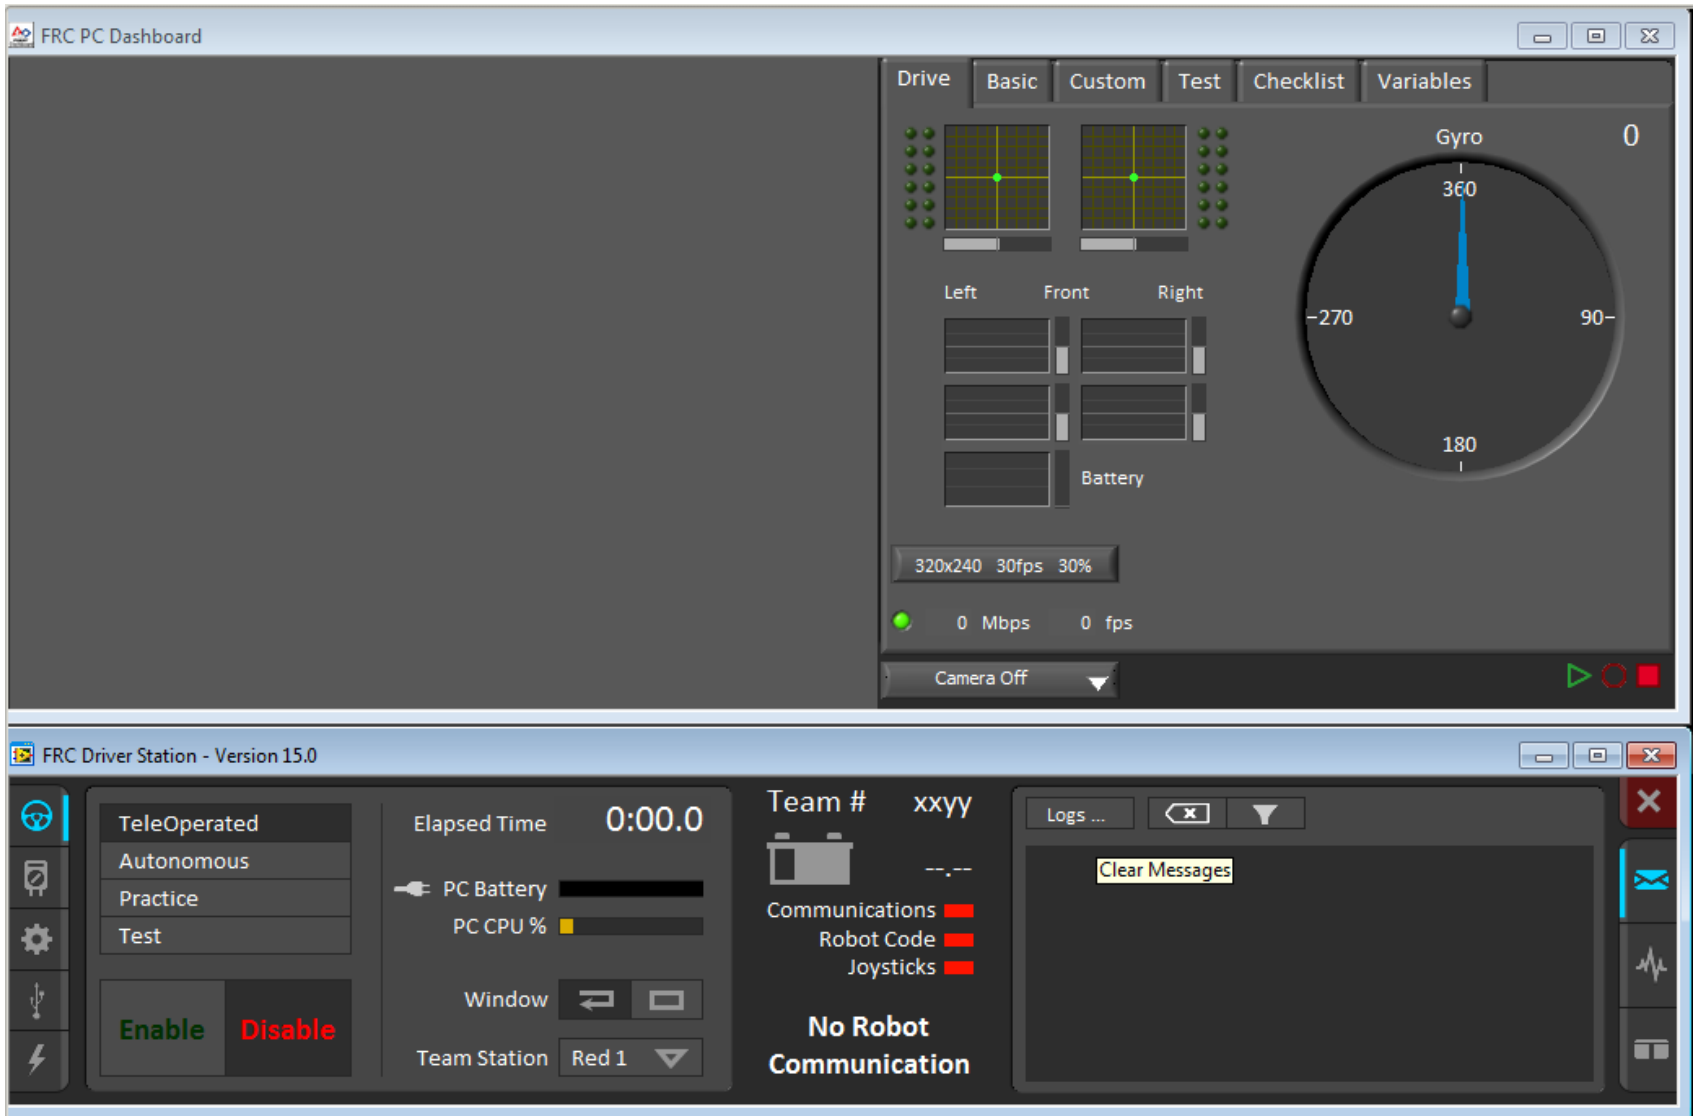 FRC PC Dashboard
Drive Basic Custom Test Checklist Variables
Gyro 0
360
-270 90-
180
Left Front Right
Battery
320x240 30fps 30%
0 Mbps 0 fps
Camera Off
FRC Driver Station - Version 15.0
TeleOperated
Autonomous
Practice
Test
Enable Disable
Elapsed Time 0:00.0
PC Battery
PC CPU %
Window
Team Station Red 1
Team # xxyy
--.--
Communications
Robot Code
Joysticks
No Robot
Communication
Logs ...
Clear Messages